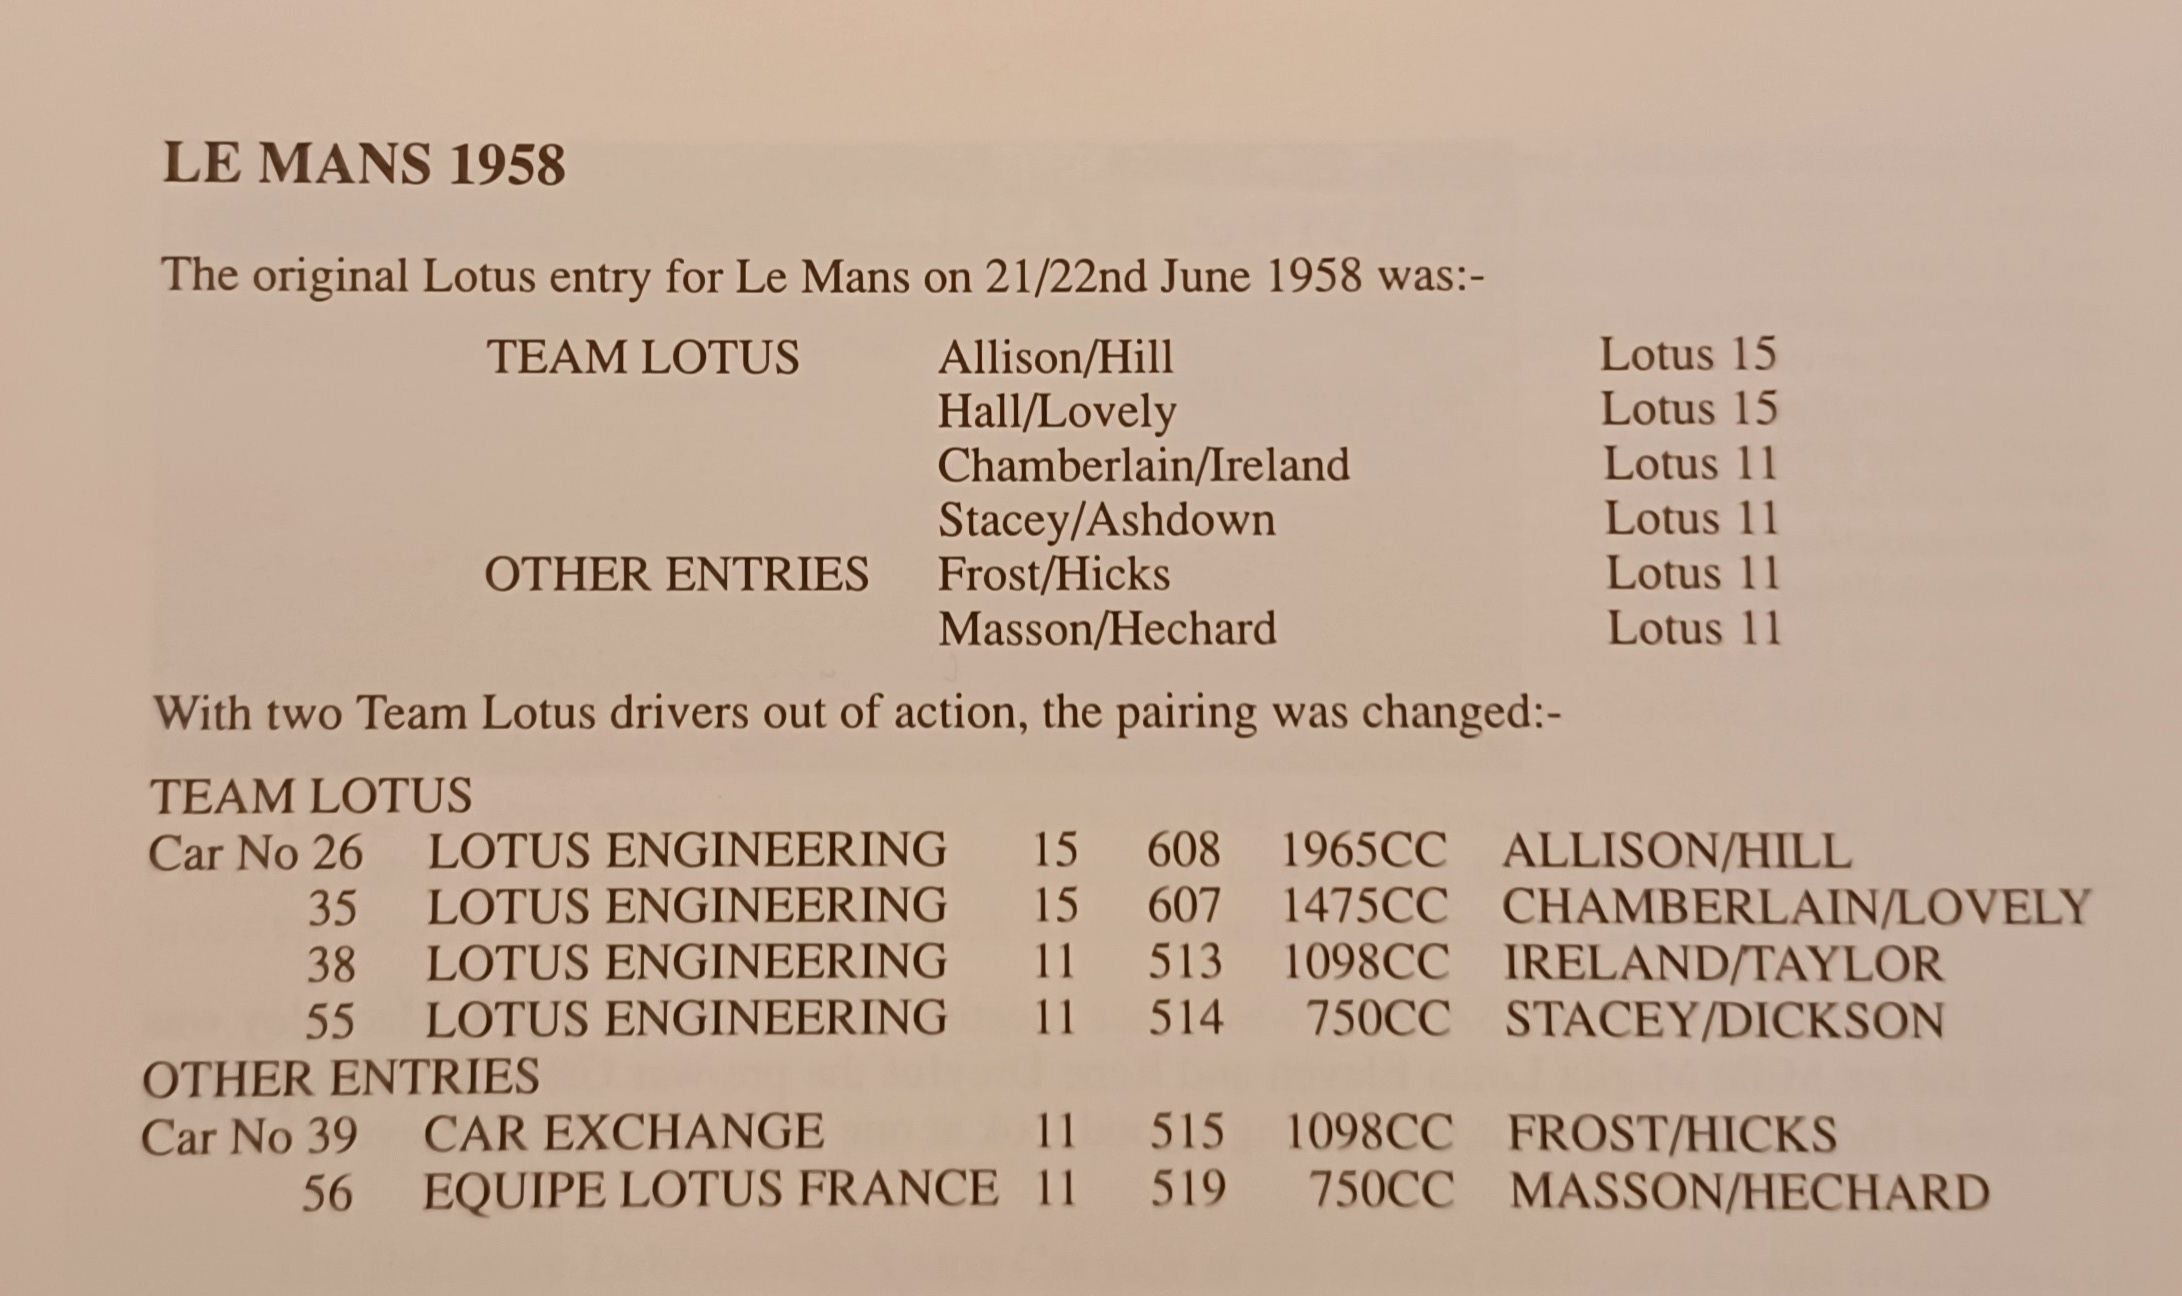 LE MANS 1958
The original Lotus entry for Le Mans on 21/22nd June 1958 was:-
TEAM LOTUS Allison/Hill Lotus 15
Hall/Lovely Lotus 15
Chamberlain/Ireland Lotus 11
Stacey/Ashdown Lotus 11
OTHER ENTRIES Frost/Hicks Lotus 11
Masson/Hechard Lotus 11
With two Team Lotus drivers out of action, the pairing was changed:-
TEAM LOTUS
Car No 26 LOTUS ENGINEERING 15 608 1965CC ALLISON/HILL
35 LOTUS ENGINEERING 15 607 1475CC CHAMBERLAIN/LOVELY
38 LOTUS ENGINEERING 11 513 1098CC IRELAND/TAYLOR
55 LOTUS ENGINEERING 11 514 750CC STACEY/DICKSON
OTHER ENTRIES
Car No 39 CAR EXCHANGE 11 515 1098CC FROST/HICKS
56 EQUIPE LOTUS FRANCE 11 519 750CC MASSON/HECHARD